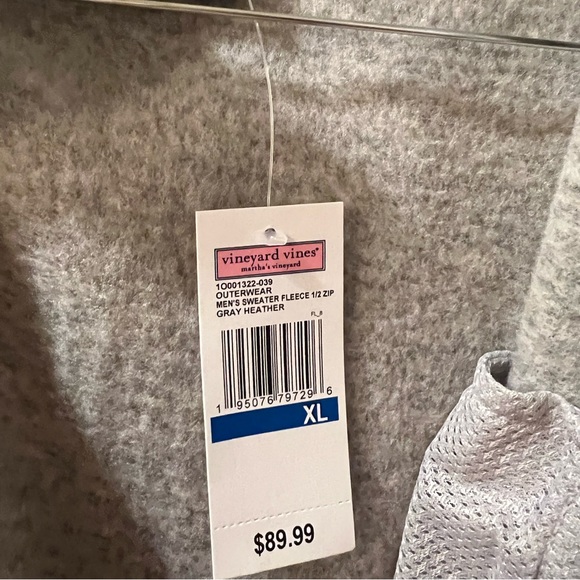 vineyard vines®
martha's vineyard
1O001322-039
OUTERWEAR
MEN'S SWEATER FLEECE 1/2 ZIP
GRAY HEATHER
FL_8
1 95076 79729 6
XL
$89.99